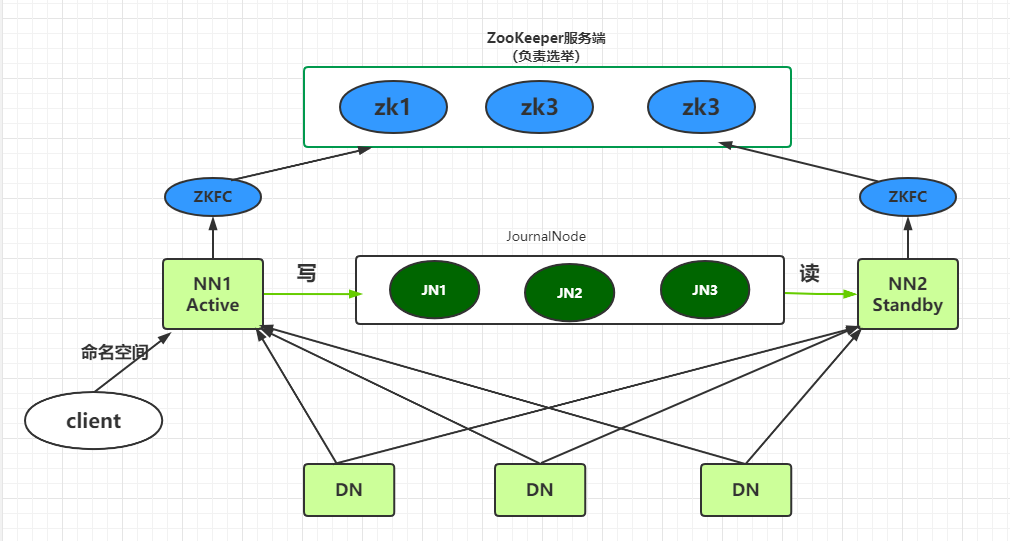 ZooKeeper服务端
（负责选举）
zk1
zk3
zk3
ZKFC
ZKFC
JournalNode
NN1
Active
写
JN1
JN2
JN3
读
NN2
Standby
命名空间
client
DN
DN
DN